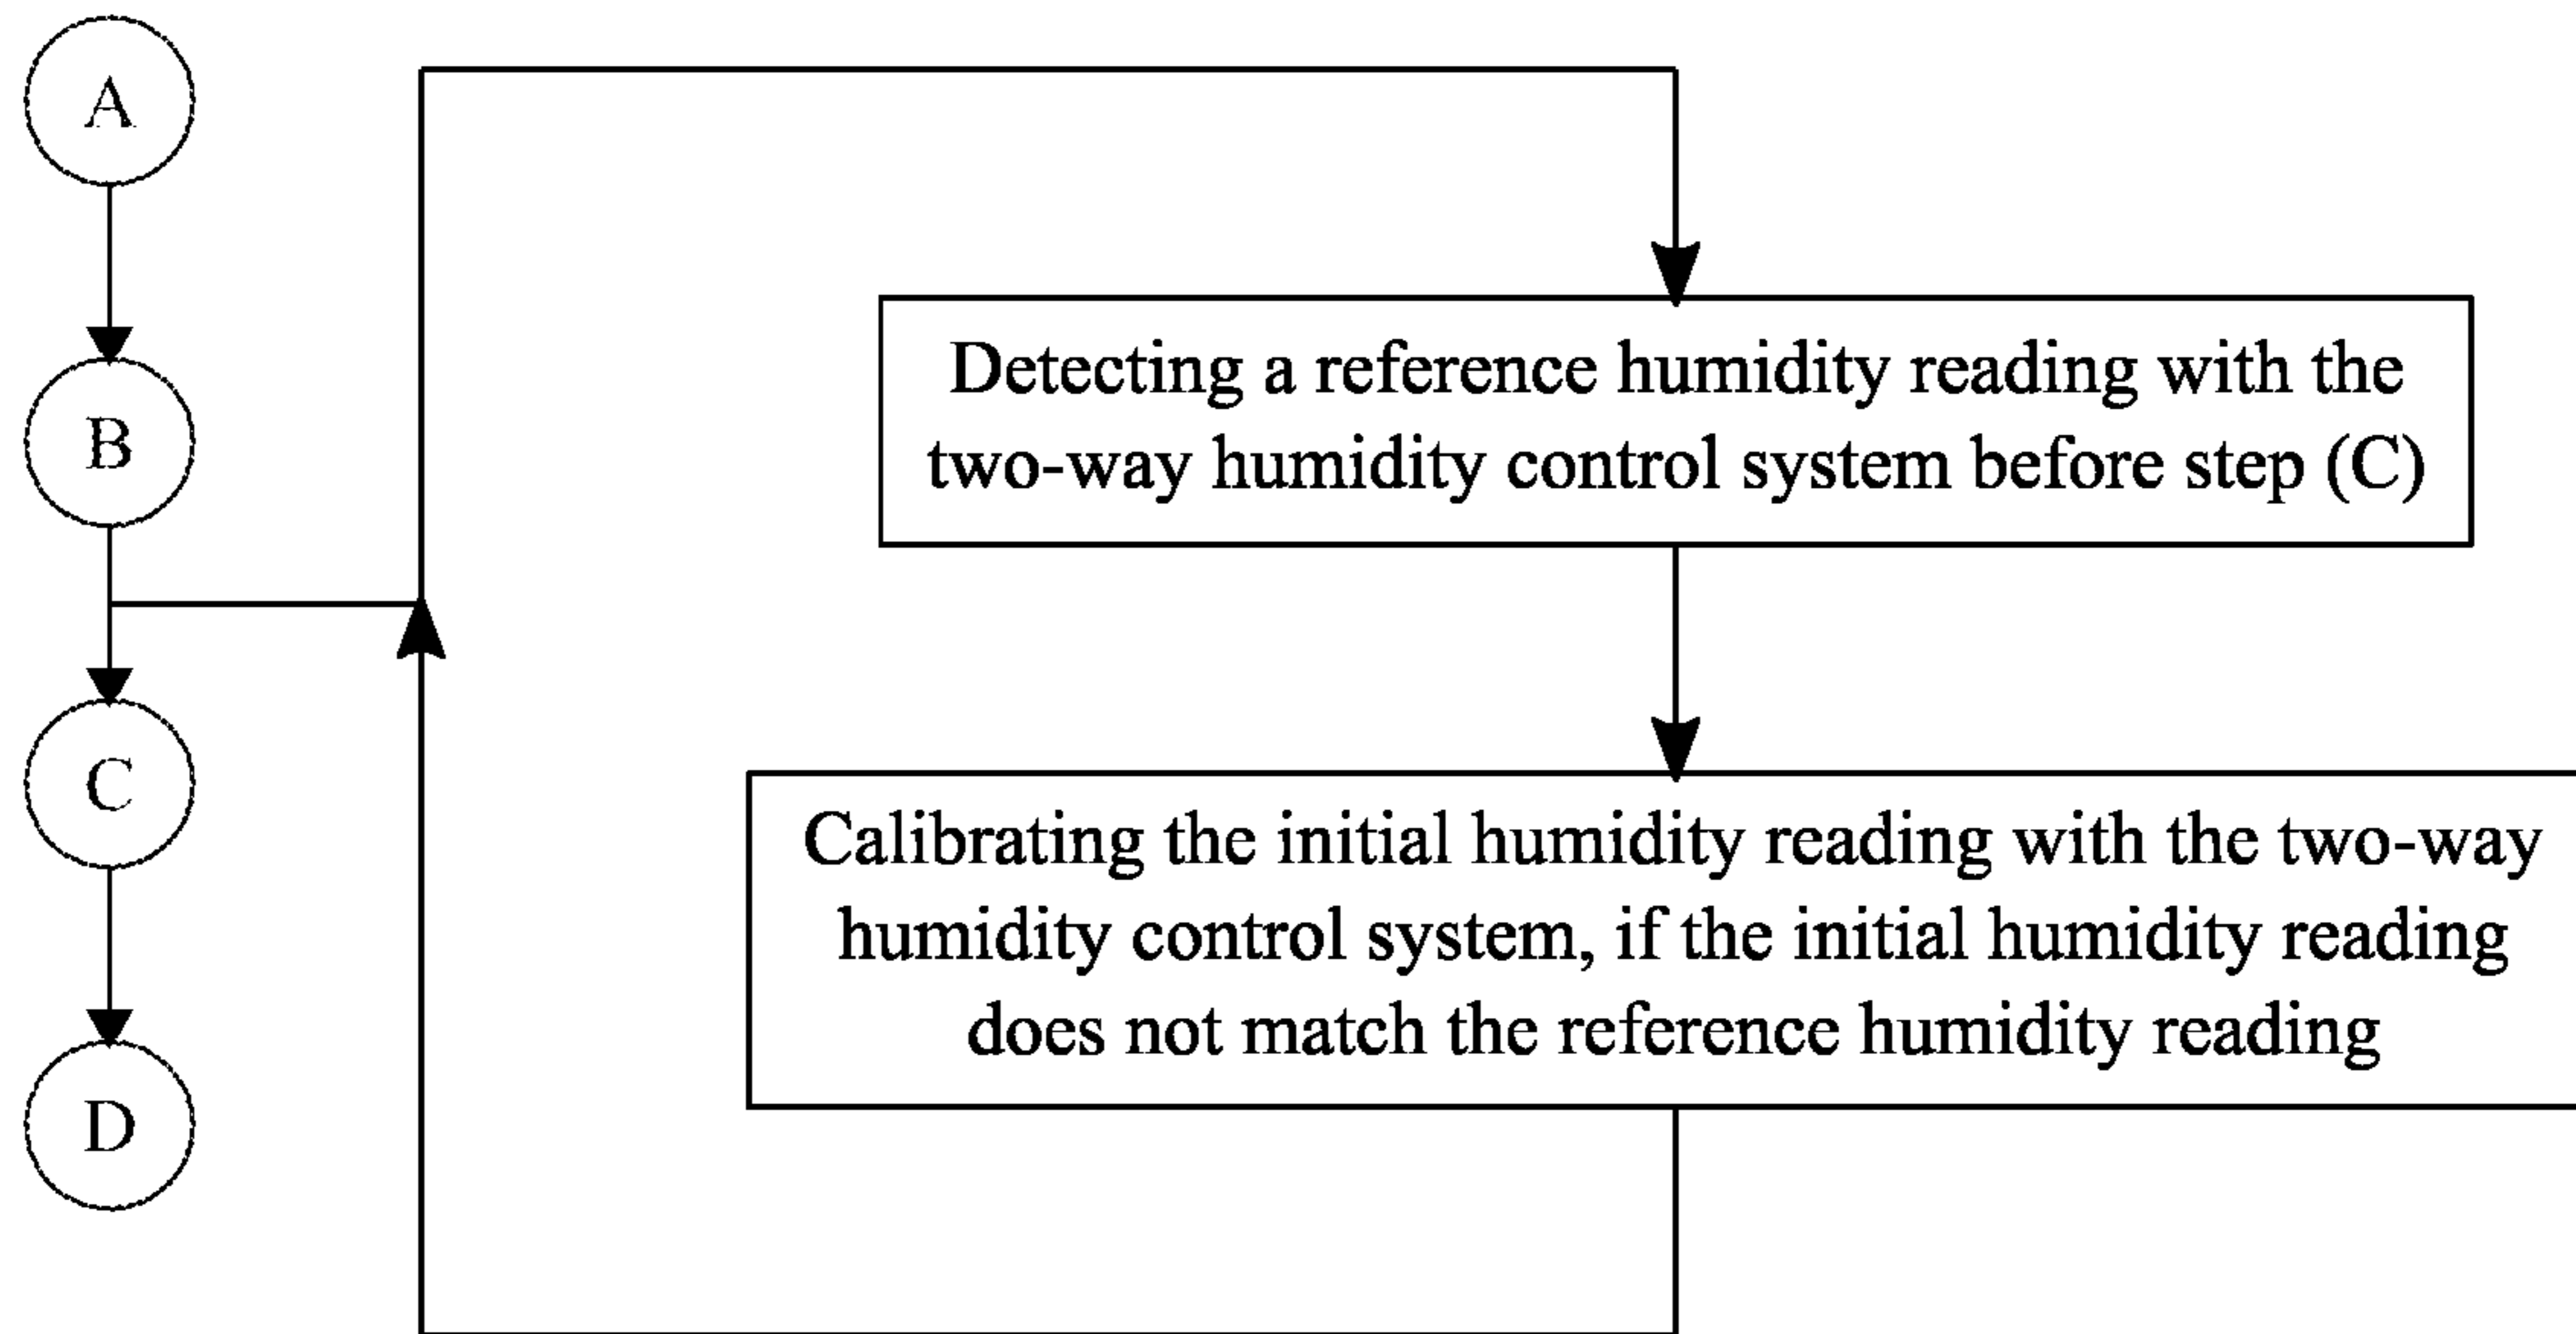 A
B
C
D
Detecting a reference humidity reading with the
two-way humidity control system before step (C)
Calibrating the initial humidity reading with the two-way
humidity control system, if the initial humidity reading
does not match the reference humidity reading